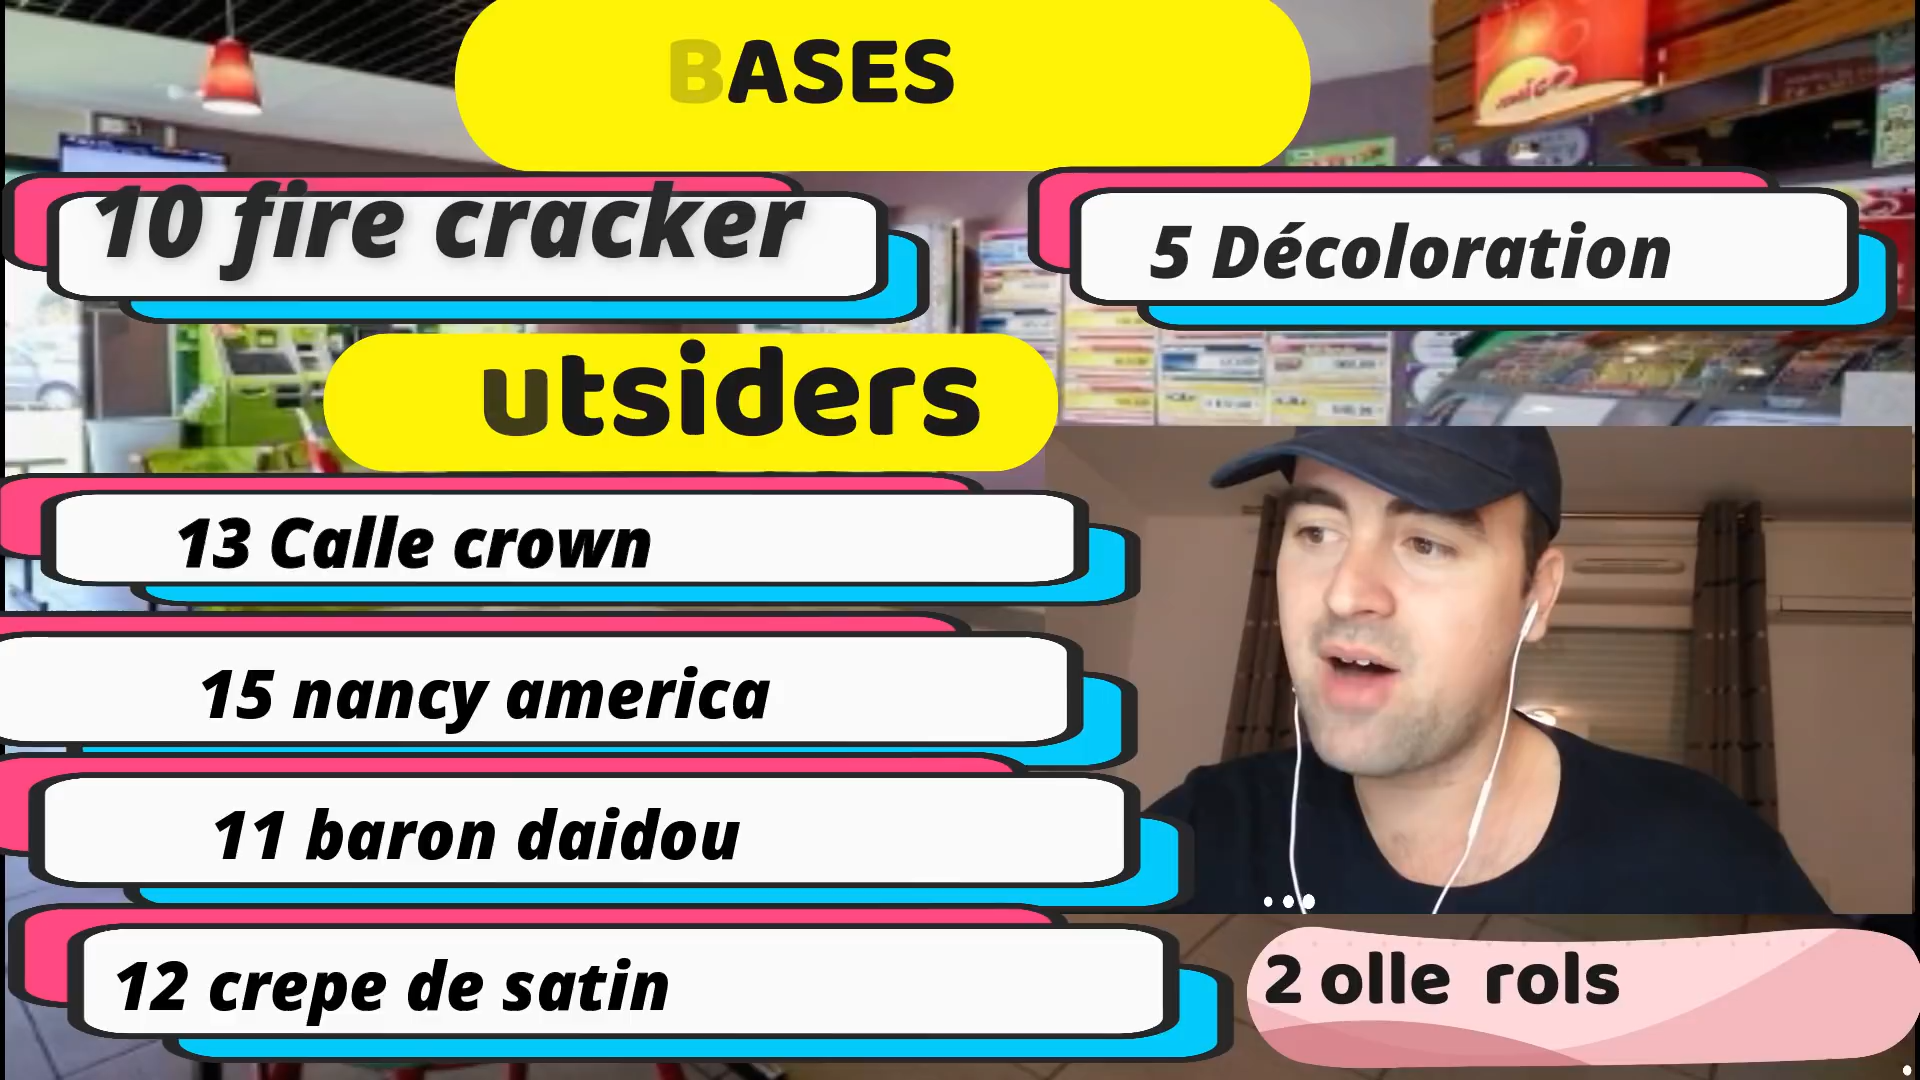 BASES
10 fire cracker
5 Décoloration
utsiders
13 Calle crown
15 nancy america
11 baron daidou
12 crepe de satin
2 olle rols